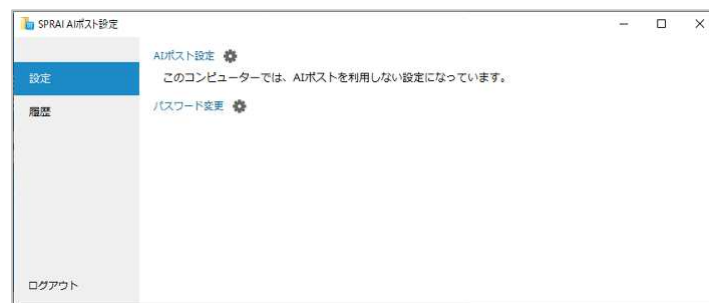 SPRAI AIポスト設定
AIポスト設定
設定
このコンピューターでは、AIポストを利用しない設定になっています。
履歴
パスワード変更
ログアウト